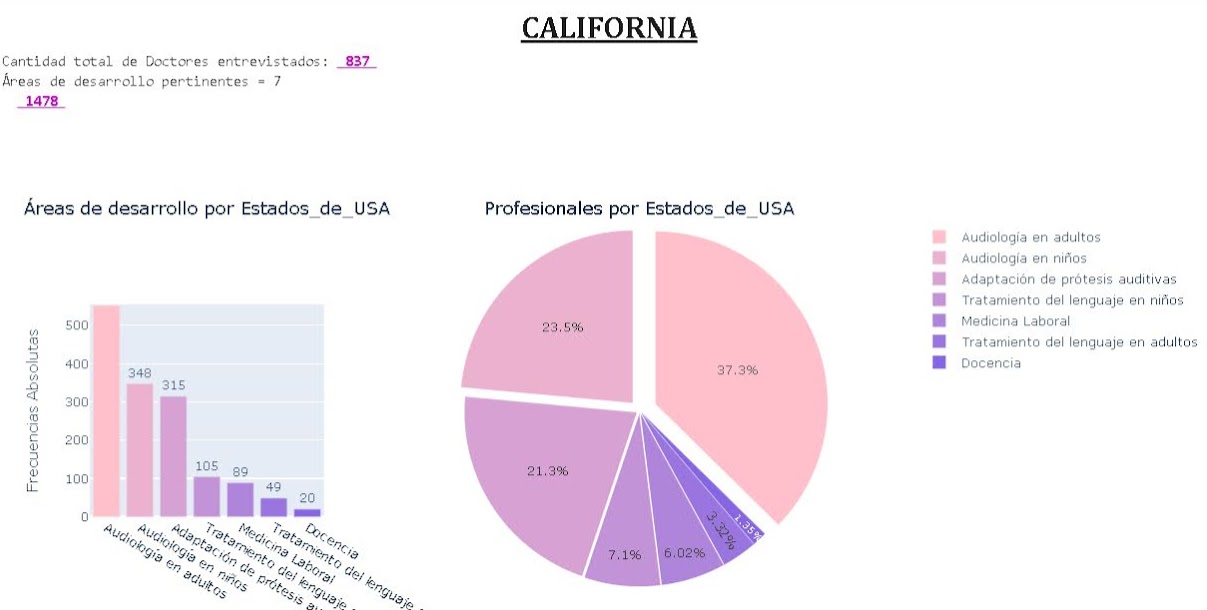 CALIFORNIA
Cantidad total de Doctores entrevistados: 837
Áreas de desarrollo pertinentes = 7
1478
Áreas de desarrollo por Estados_de_USA
Profesionales por Estados_de_USA
Frecuencias Absolutas
500
400
300
200
100
0
348
315
105
89
49
20
Audiología en adultos
Audiología en niños
Adaptación de prótesis
Tratamiento del lenguaje
Medicina Laboral
Tratamiento del lenguaje
Docencia
37.3%
23.5%
21.3%
7.1%
6.02%
3.32%
1.35%
Audiología en adultos
Audiología en niños
Adaptación de prótesis auditivas
Tratamiento del lenguaje en niños
Medicina Laboral
Tratamiento del lenguaje en adultos
Docencia